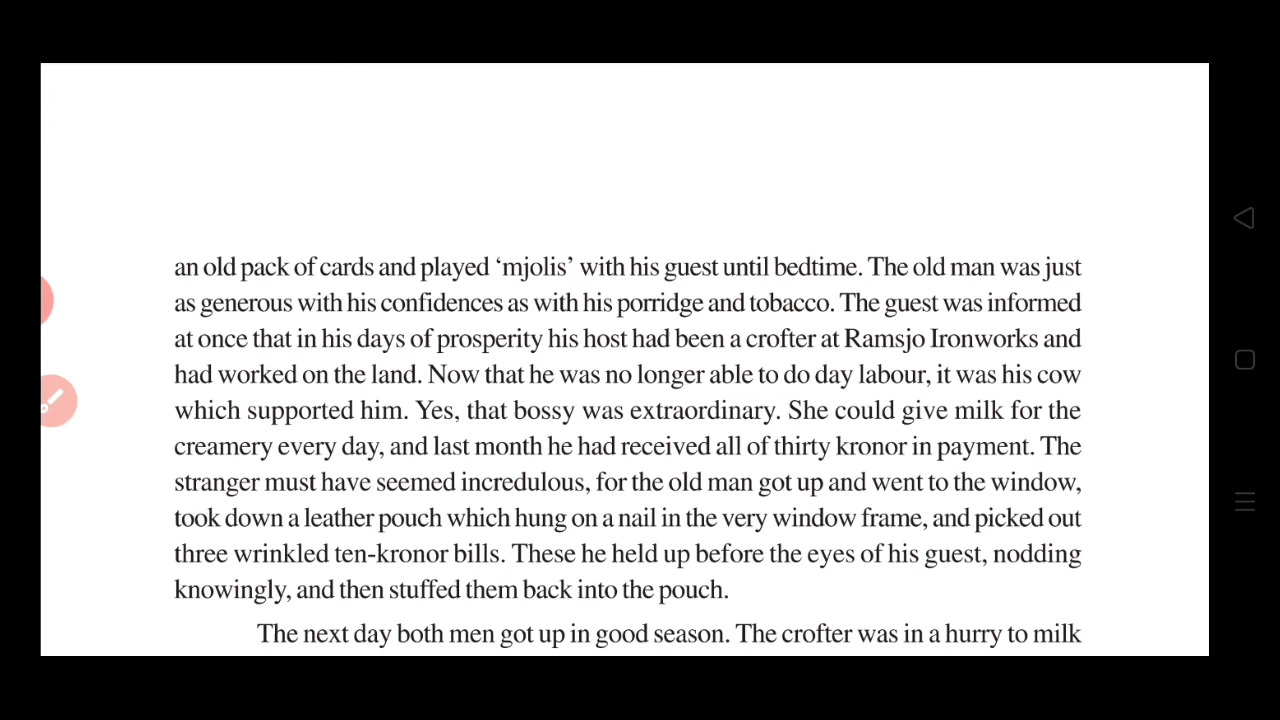 an old pack of cards and played ‘mjolis’ with his guest until bedtime. The old man was just
as generous with his confidences as with his porridge and tobacco. The guest was informed
at once that in his days of prosperity his host had been a crofter at Ramsjo Ironworks and
had worked on the land. Now that he was no longer able to do day labour, it was his cow
which supported him. Yes, that bossy was extraordinary. She could give milk for the
creamery every day, and last month he had received all of thirty kronor in payment. The
stranger must have seemed incredulous, for the old man got up and went to the window,
took down a leather pouch which hung on a nail in the very window frame, and picked out
three wrinkled ten-kronor bills. These he held up before the eyes of his guest, nodding
knowingly, and then stuffed them back into the pouch.
The next day both men got up in good season. The crofter was in a hurry to milk